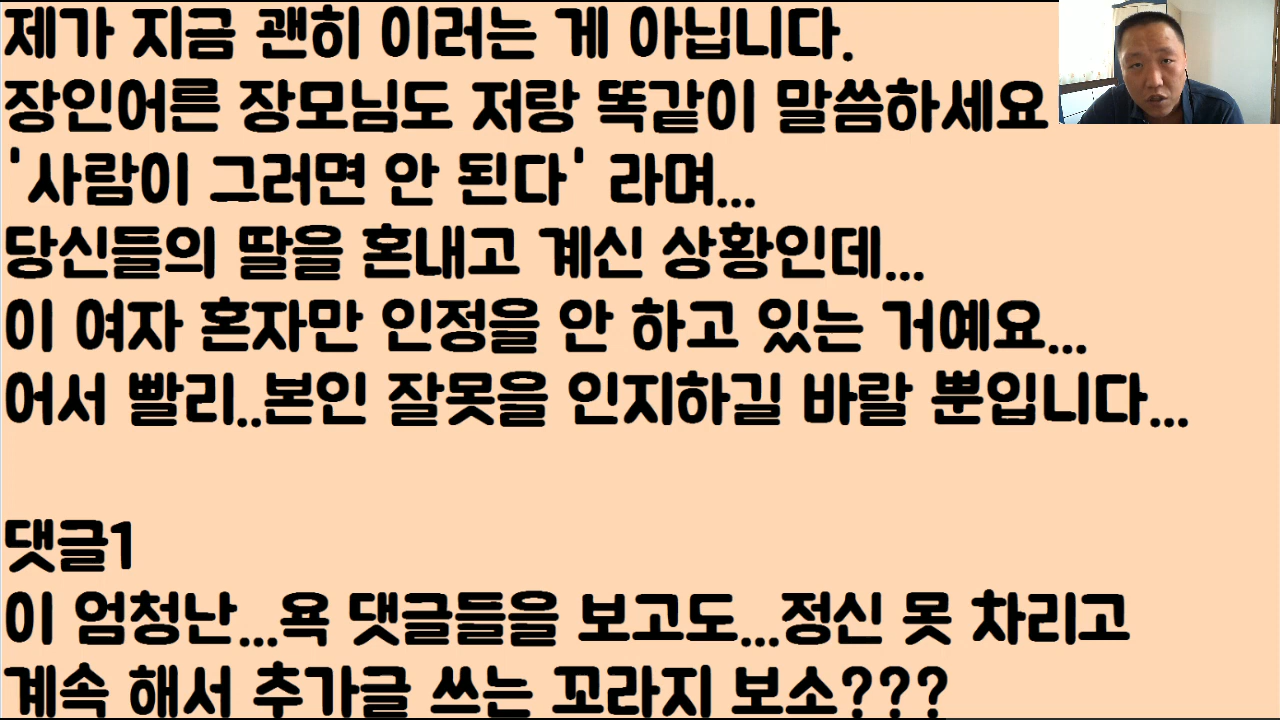 제가 지금 괜히 이러는 게 아닙니다.
장인어른 장모님도 저랑 똑같이 말씀하세요
'사람이 그러면 안 된다' 라며...
당신들의 딸을 혼내고 계신 상황인데...
이 여자 혼자만 인정을 안 하고 있는 거예요...
어서 빨리..본인 잘못을 인지하길 바랄 뿐입니다...
댓글1
이 엄청난...욕 댓글들을 보고도...정신 못 차리고
계속 해서 추가글 쓰는 꼬라지 보소???